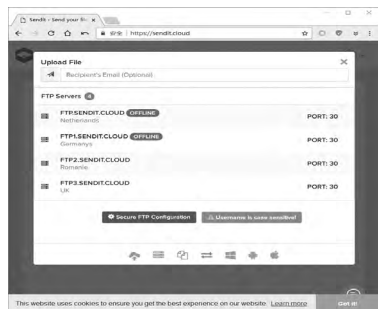 Sendit - Send your file
安全 | https://sendit.cloud
Upload File
Recipient's Email (Optional)
FTP Servers 4
FTP.SENDIT.CLOUD OFFLINE
Netherlands
PORT: 30
FTP1.SENDIT.CLOUD OFFLINE
Germanys
PORT: 30
FTP2.SENDIT.CLOUD
Romania
PORT: 30
FTP3.SENDIT.CLOUD
UK
PORT: 30
Secure FTP Configuration
Username is case sensitive!
This website uses cookies to ensure you get the best experience on our website. Learn more
Got it!